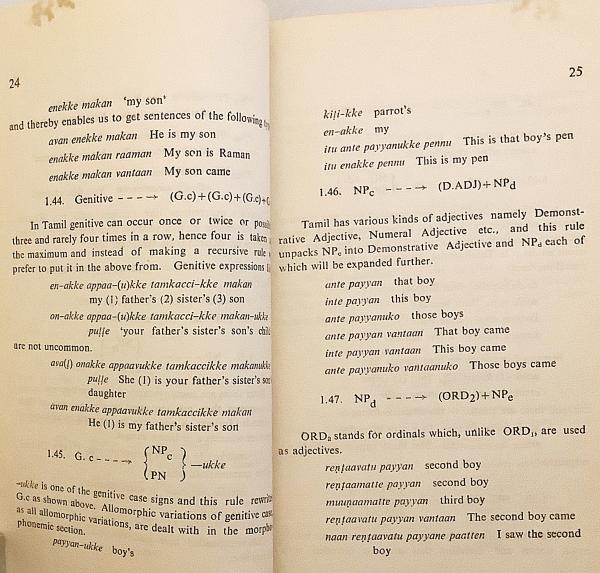 24
enekke makan 'my son'
and thereby enables us to get sentences of the following
avan enekke makan He is my son
enakke makan raaman My son is Raman
enakke makan vantaan My son came
1.44. Genitive - - - - → (G.c)+(G.c)+(G.c)+
In Tamil genitive can occur once or twice or
three and rarely four times in a row, hence four is taken
the maximum and instead of making a recursive rule
prefer to put it in the above from. Genitive expressions
en-akke appaa-(u)kke tamkacci-kke makan
my (1) father's (2) sister's (3) son
on-akke appaa-(u)kke tamkacci-kke makan-ukke
puḷḷe 'your father's sister's son's
are not uncommon.
ava(ḷ) onakke appaavukke tamkaccikke makanukke
puḷḷe She (1) is your father's sister's
daughter
avan enakke appaavukke tamkaccikke makan
He (1) is my father's sister's son
1.45. G. c - - - - → { NPc
PN } —ukke
-ukke is one of the genitive case signs and this rule
G.c as shown above. Allomorphic variations of genitive
as all allomorphic variations, are dealt with in the
phonemic section.
payyan-ukke boy's
25
kiḷi-kke parrot's
en-akke my
itu ante payyanukke pennu This is that boy's pen
itu enakke pennu This is my pen
1.46. NPc - - - - → (D.ADJ)+NPd
Tamil has various kinds of adjectives namely Demonst-
rative Adjective, Numeral Adjective etc., and this rule
unpacks NPc into Demonstrative Adjective and NPd each of
which will be expanded further.
ante payyan that boy
inte payyan this boy
ante payyanuko those boys
ante payyan vantaan That boy came
inte payyan vantaan This boy came
ante payyanuko vantaanuko Those boys came
1.47. NPd - - - - → (ORD2)+NPe
ORD2 stands for ordinals which, unlike ORD1, are used
as adjectives.
reṇṭaavatu payyan second boy
reṇṭaamatte payyan second boy
muuṇaamatte payyan third boy
reṇṭaavatu payyan vantaan The second boy came
naan reṇṭaavatu payyane paatten I saw the second
boy